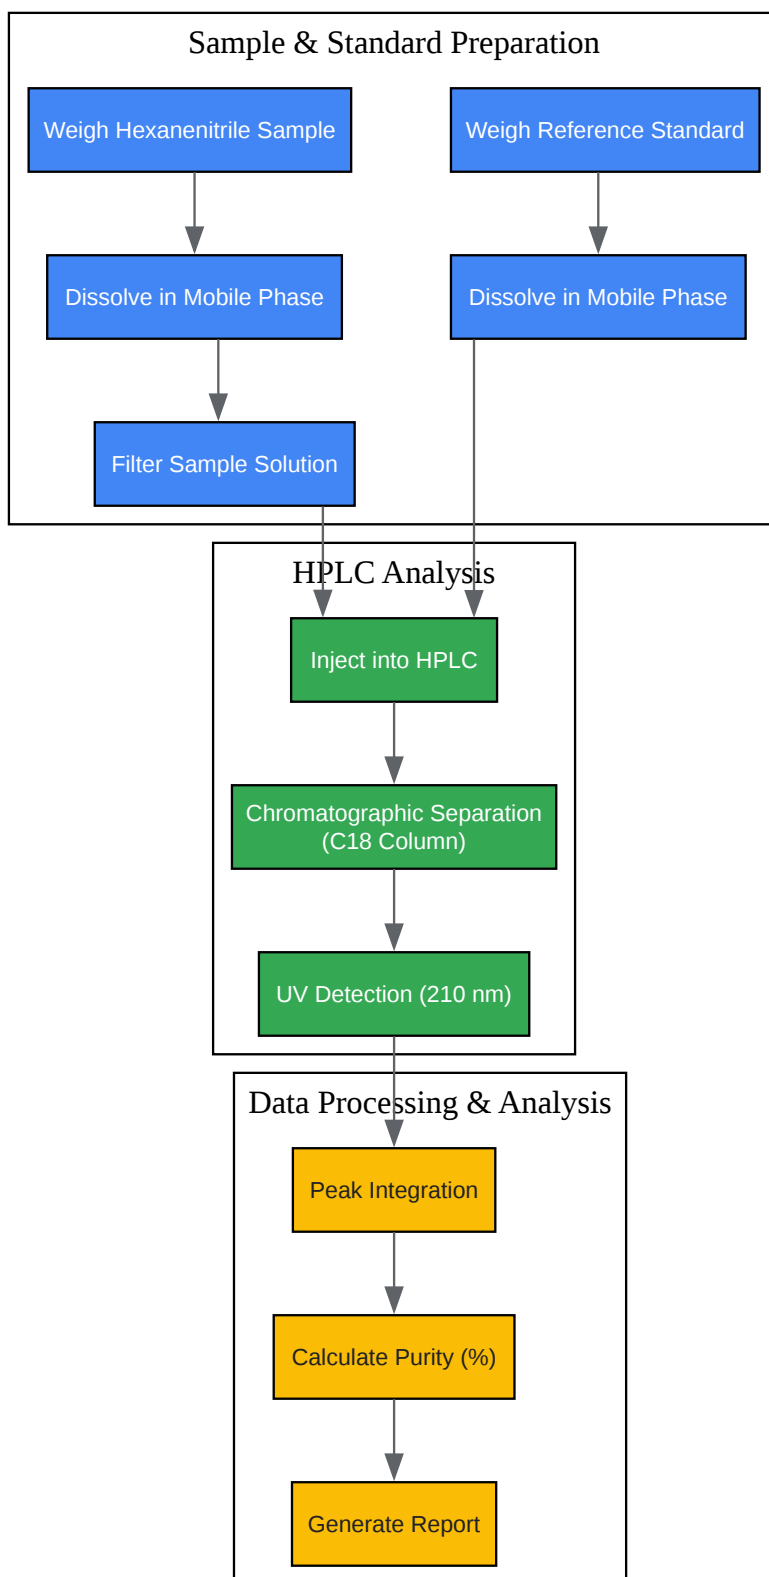 Sample & Standard Preparation
Weigh Hexanenitrile Sample
Weigh Reference Standard
Dissolve in Mobile Phase
Dissolve in Mobile Phase
Filter Sample Solution
HPLC Analysis
Inject into HPLC
Chromatographic Separation
(C18 Column)
UV Detection (210 nm)
Data Processing & Analysis
Peak Integration
Calculate Purity (%)
Generate Report